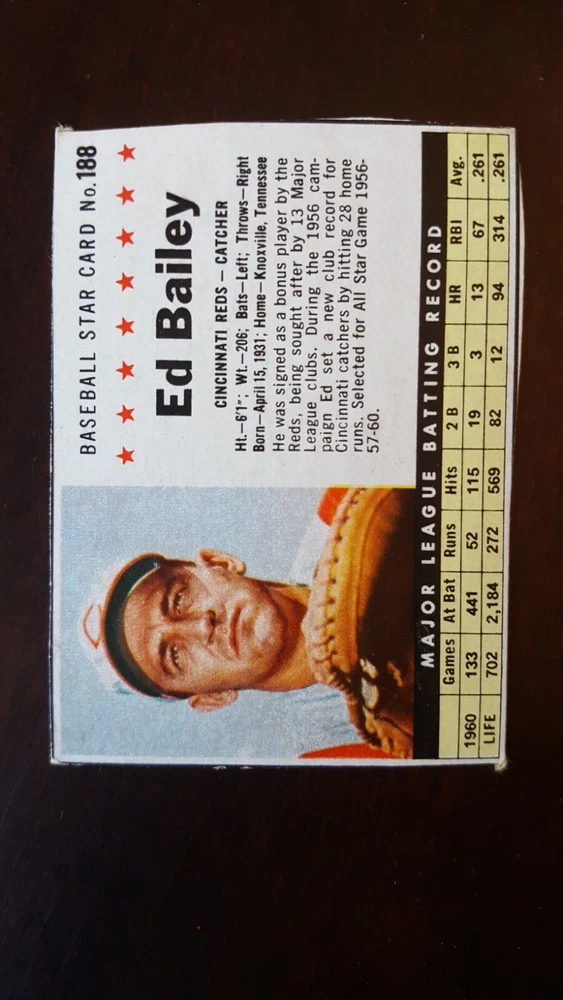 BASEBALL STAR CARD No. 188
Ed Bailey
CINCINNATI REDS – CATCHER
Ht.–6'1"; Wt.–206; Bats–Left; Throws–Right
Born–April 15, 1931; Home–Knoxville, Tennessee
He was signed as a bonus player by the
Reds, being sought after by 13 Major
League clubs. During the 1956 cam-
paign Ed set a new club record for
Cincinnati catchers by hitting 28 home
runs. Selected for All Star Game 1956-
57-60.
MAJOR LEAGUE BATTING RECORD
Games At Bat Runs Hits 2 B 3 B HR RBI Avg.
1960 133 441 52 115 19 3 13 67 .261
LIFE 702 2,184 272 569 82 12 94 314 .261